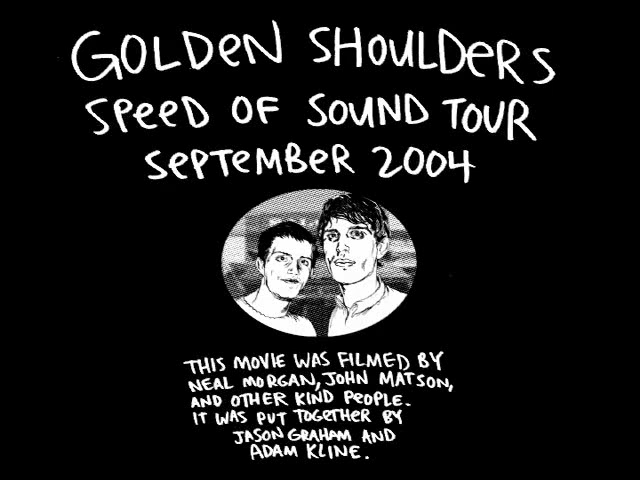 GOLDEN SHOULDERS
SPEED OF SOUND TOUR
SEPTEMBER 2004
THIS MOVIE WAS FILMED BY
NEAL MORGAN, JOHN MATSON,
AND OTHER KIND PEOPLE.
IT WAS PUT TOGETHER BY
JASON GRAHAM AND
ADAM KLINE.